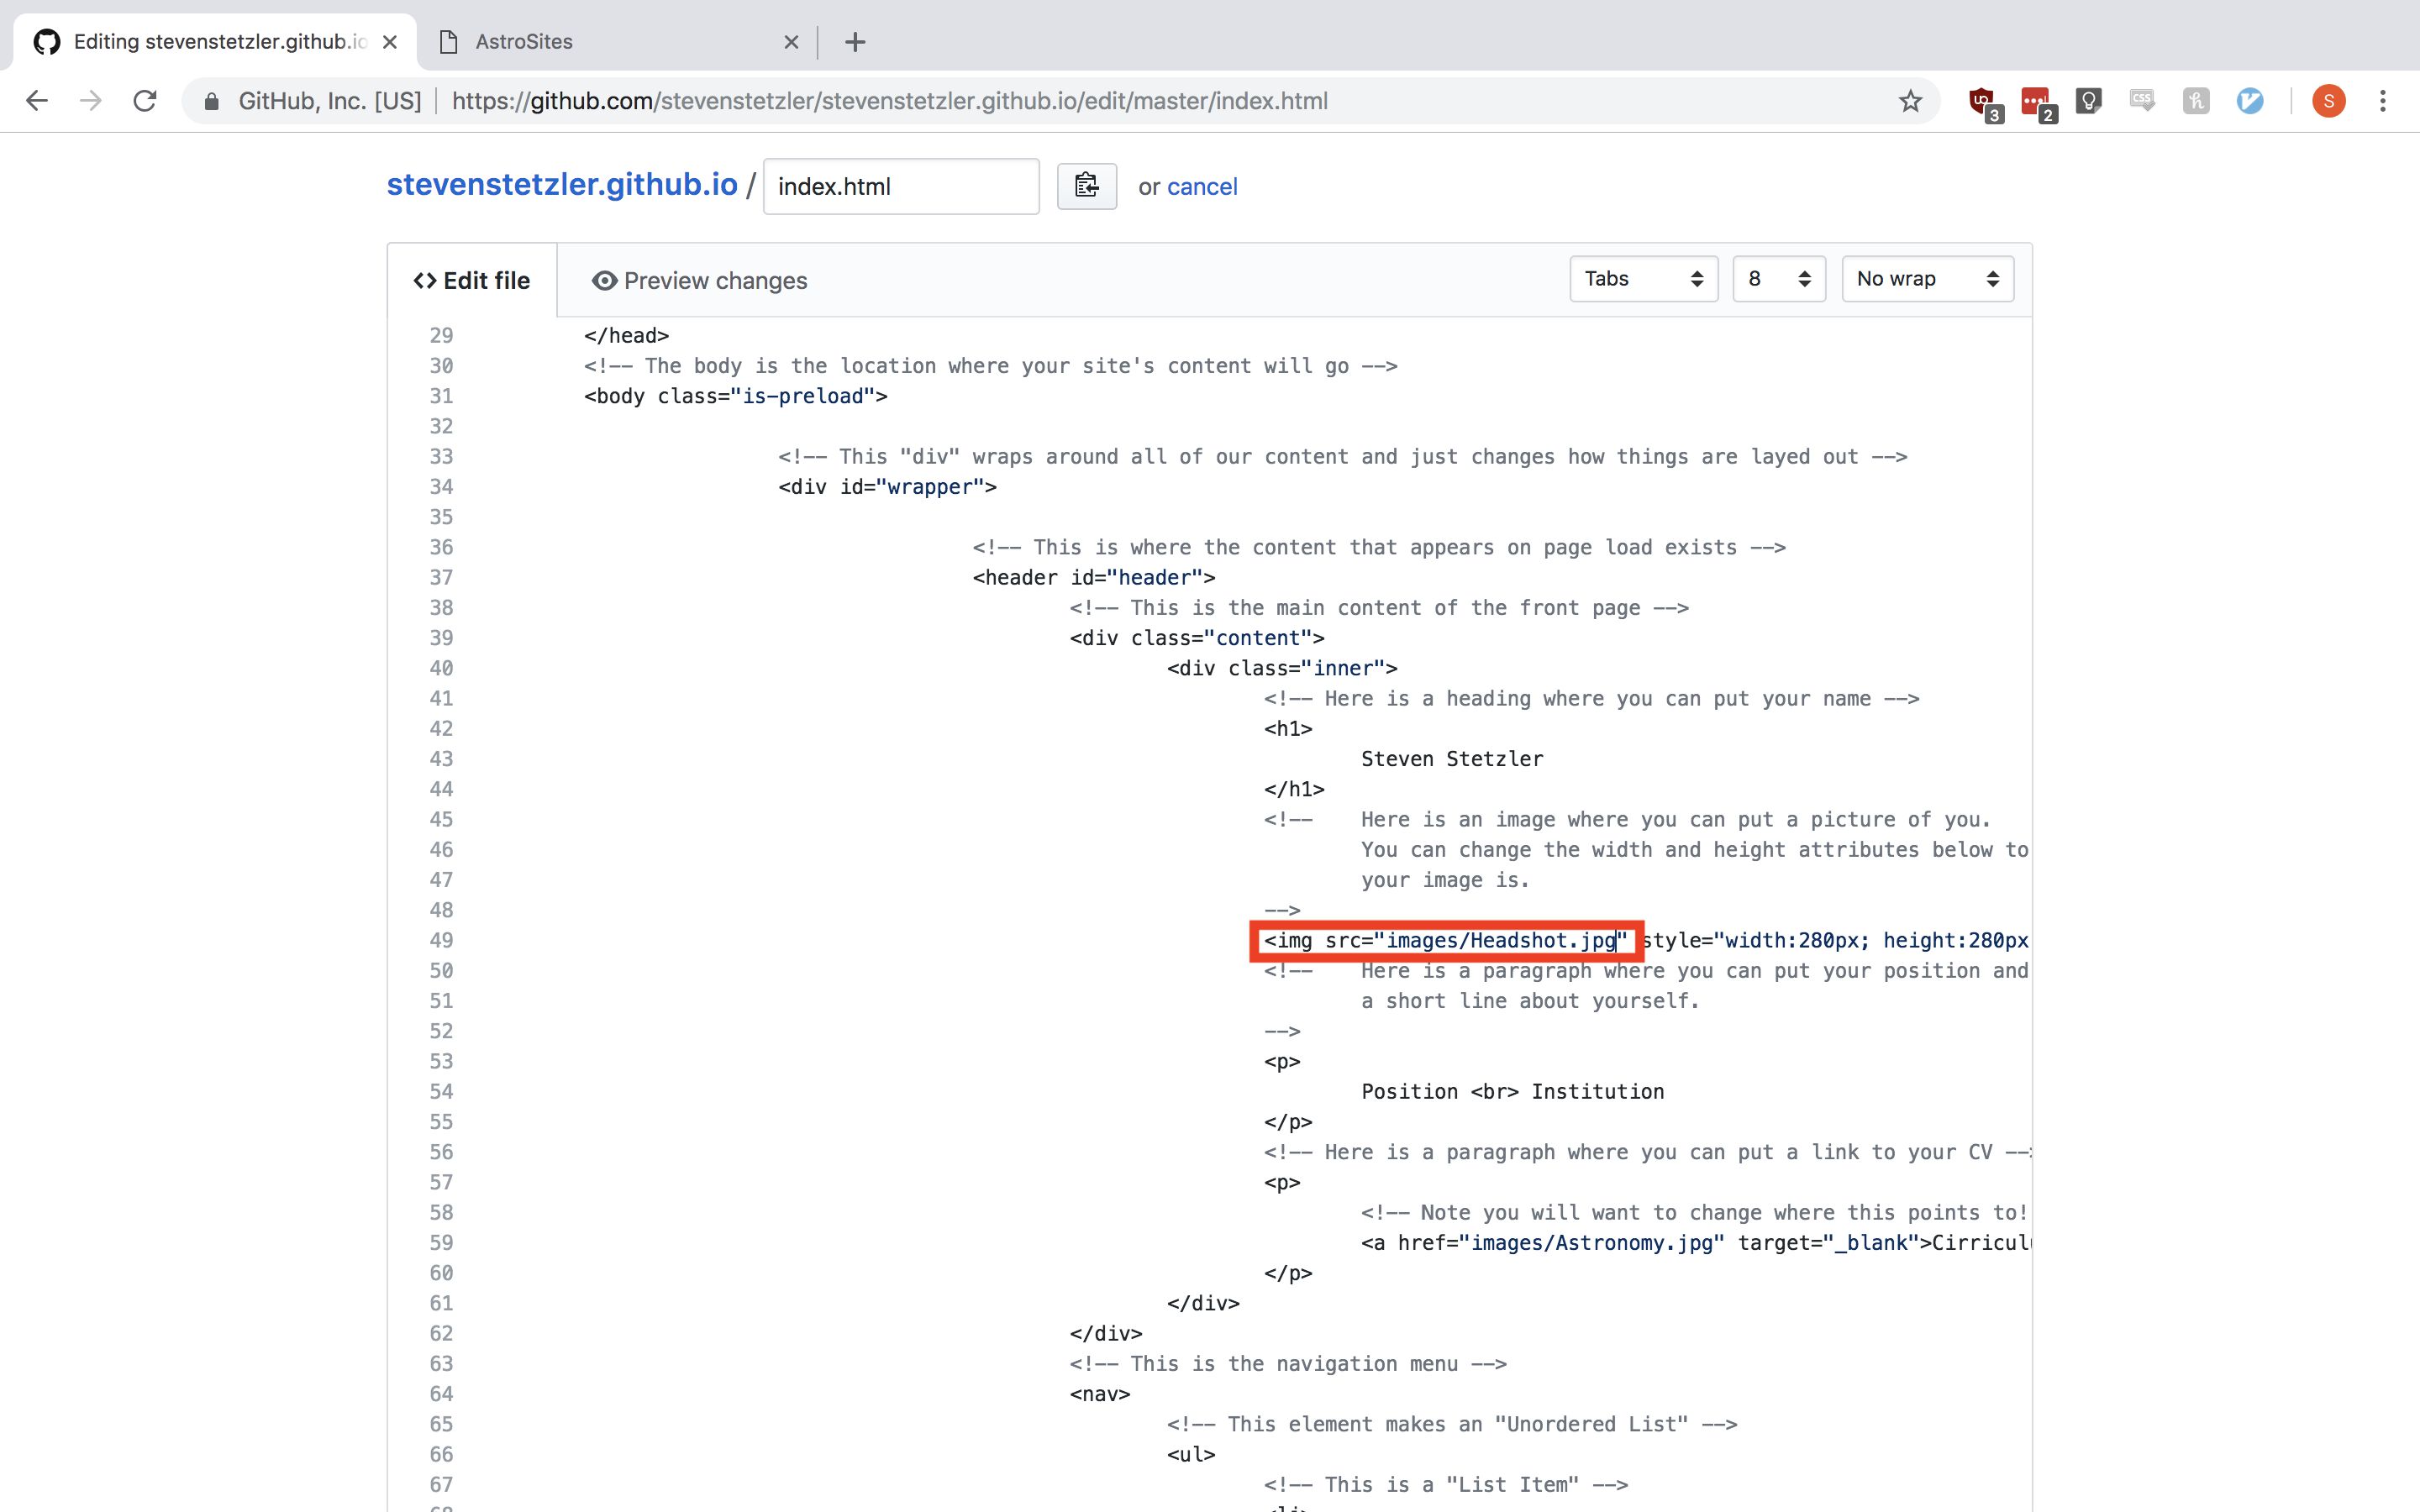 Editing stevenstetzler.github.io
AstroSites
GitHub, Inc. [US] https://github.com/stevenstetzler/stevenstetzler.github.io/edit/master/index.html
3
2
S
stevenstetzler.github.io / index.html or cancel
<> Edit file
Preview changes
Tabs
8
No wrap
29 </head>
30 <!-- The body is the location where your site's content will go -->
31 <body class="is-preload">
32
33 <!-- This "div" wraps around all of our content and just changes how things are layed out -->
34 <div id="wrapper">
35
36 <!-- This is where the content that appears on page load exists -->
37 <header id="header">
38 <!-- This is the main content of the front page -->
39 <div class="content">
40 <div class="inner">
41 <!-- Here is a heading where you can put your name -->
42 <h1>
43 Steven Stetzler
44 </h1>
45 <!-- Here is an image where you can put a picture of you.
46 You can change the width and height attributes below to
47 your image is.
48 -->
49 <img src="images/Headshot.jpg" style="width:280px; height:280px
50 <!-- Here is a paragraph where you can put your position and
51 a short line about yourself.
52 -->
53 <p>
54 Position <br> Institution
55 </p>
56 <!-- Here is a paragraph where you can put a link to your CV -->
57 <p>
58 <!-- Note you will want to change where this points to!
59 <a href="images/Astronomy.jpg" target="_blank">Cirricul
60 </p>
61 </div>
62 </div>
63 <!-- This is the navigation menu -->
64 <nav>
65 <!-- This element makes an "Unordered List" -->
66 <ul>
67 <!-- This is a "List Item" -->